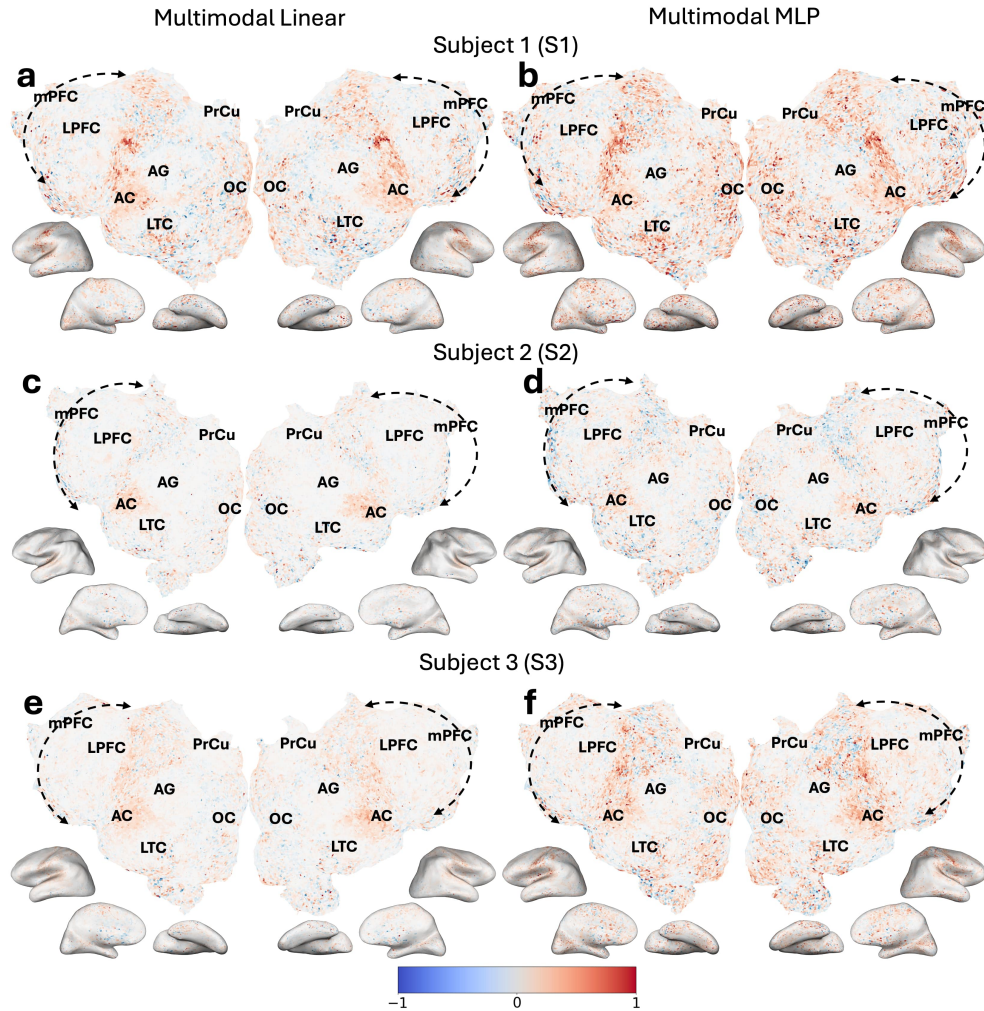 Multimodal Linear Multimodal MLP
Subject 1 (S1)
a b
mPFC PrCu PrCu mPFC mPFC PrCu PrCu mPFC
LPFC LPFC LPFC LPFC
AG AG AG AG
AC OC OC AC AC OC OC AC
LTC LTC LTC LTC
Subject 2 (S2)
c d
mPFC mPFC mPFC mPFC
LPFC PrCu PrCu LPFC LPFC PrCu PrCu LPFC
AG AG AG AG
AC OC OC AC AC OC OC AC
LTC LTC LTC LTC
Subject 3 (S3)
e f
mPFC mPFC mPFC mPFC
LPFC PrCu PrCu LPFC LPFC PrCu PrCu LPFC
AG AG AG AG
AC OC OC AC AC OC OC AC
LTC LTC LTC LTC
−1 0 1